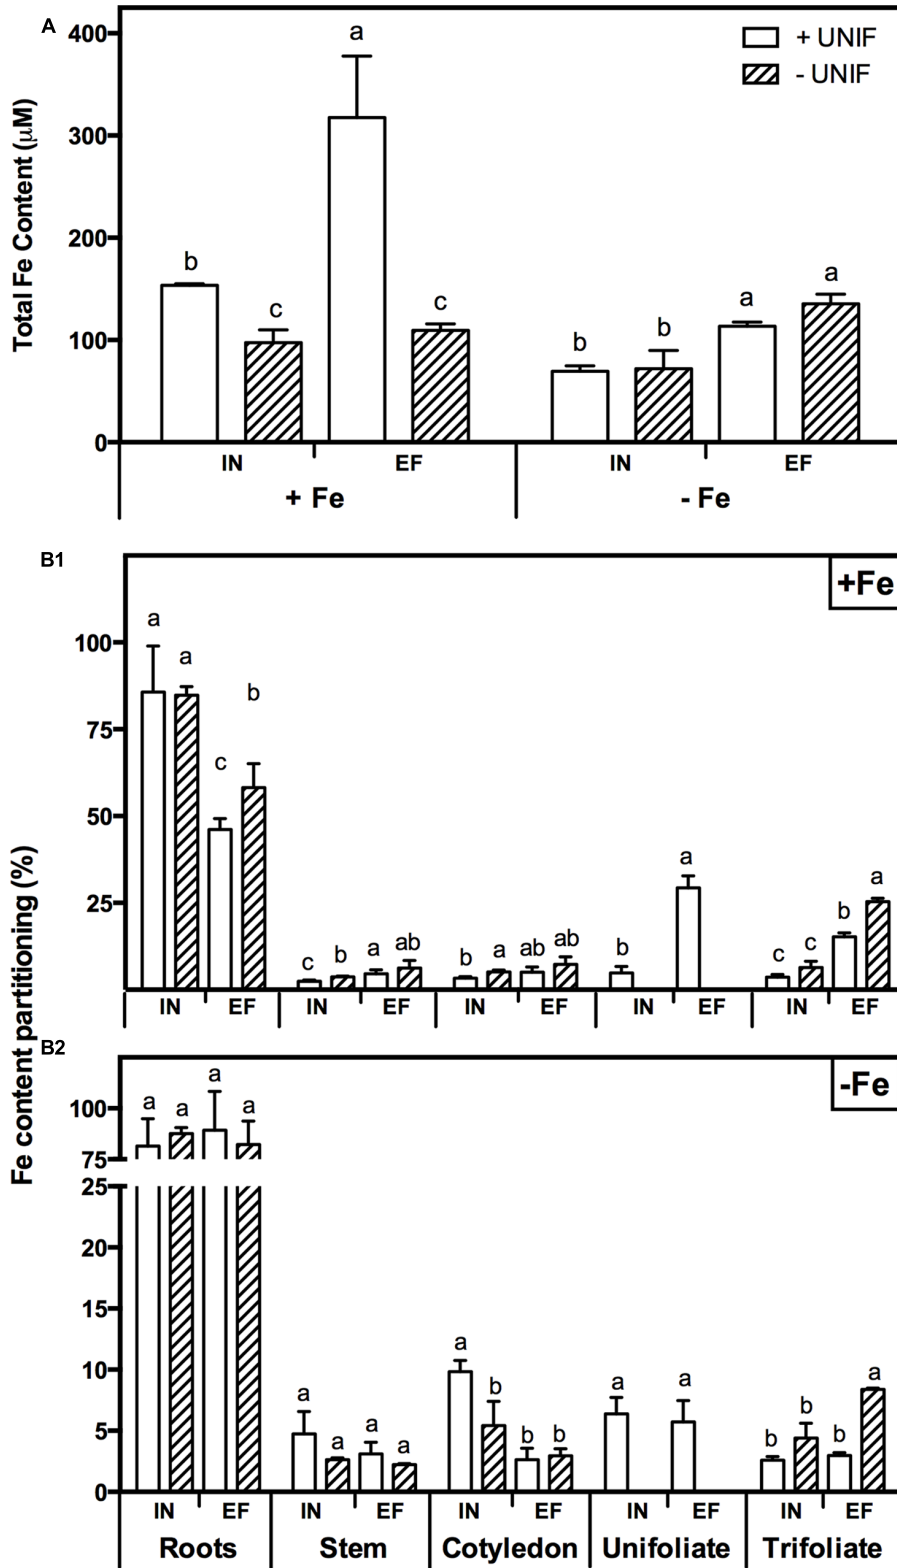 A
400
a
+ UNIF
- UNIF
300
Total Fe Content (µM)
200
b
c
c
b
b
a
a
100
0
IN
EF
IN
EF
+ Fe
- Fe
B1
+Fe
Fe content partitioning (%)
a
a
c
b
100
75
50
25
c
b
a
ab
b
a
ab
ab
b
a
c
c
b
a
IN
EF
IN
EF
IN
EF
IN
EF
IN
EF
B2
-Fe
a
a
a
a
100
75
25
20
15
10
5
0
a
a
a
a
a
b
b
b
a
a
b
b
b
a
IN
EF
IN
EF
IN
EF
IN
EF
IN
EF
Roots
Stem
Cotyledon
Unifoliate
Trifoliate